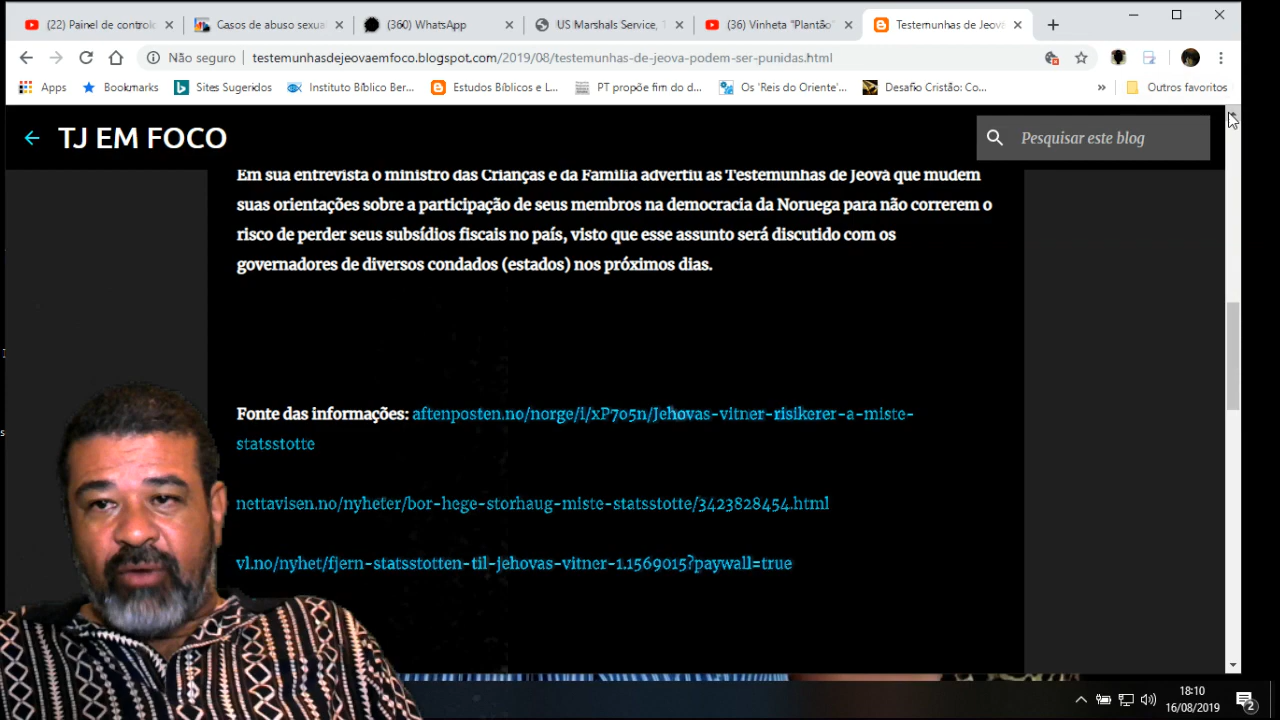 (22) Painel de control
Casos de abuso sexua
(360) WhatsApp
US Marshals Service, T
(36) Vinheta "Plantão
Testemunhas de Jeova
Não seguro
testemunhasdejeovaemfoco.blogspot.com/2019/08/testemunhas-de-jeova-podem-ser-punidas.html
Apps
Bookmarks
Sites Sugeridos
Instituto Bíblico Ber...
Estudos Bíblicos e L...
PT propõe fim do d...
Os 'Reis do Oriente'...
Desafio Cristão: Co...
»
Outros favoritos
TJ EM FOCO
Pesquisar este blog
Em sua entrevista o ministro das Crianças e da Família advertiu as Testemunhas de Jeová que mudem
suas orientações sobre a participação de seus membros na democracia da Noruega para não correrem o
risco de perder seus subsídios fiscais no país, visto que esse assunto será discutido com os
governadores de diversos condados (estados) nos próximos dias.
Fonte das informações: aftenposten.no/norge/i/xP7o5n/Jehovas-vitner-risikerer-a-miste-
statsstotte
nettavisen.no/nyheter/bor-hege-storhaug-miste-statsstotte/3423828454.html
vl.no/nyhet/fjern-statsstotten-til-jehovas-vitner-1.1569015?paywall=true
18:10
16/08/2019
2